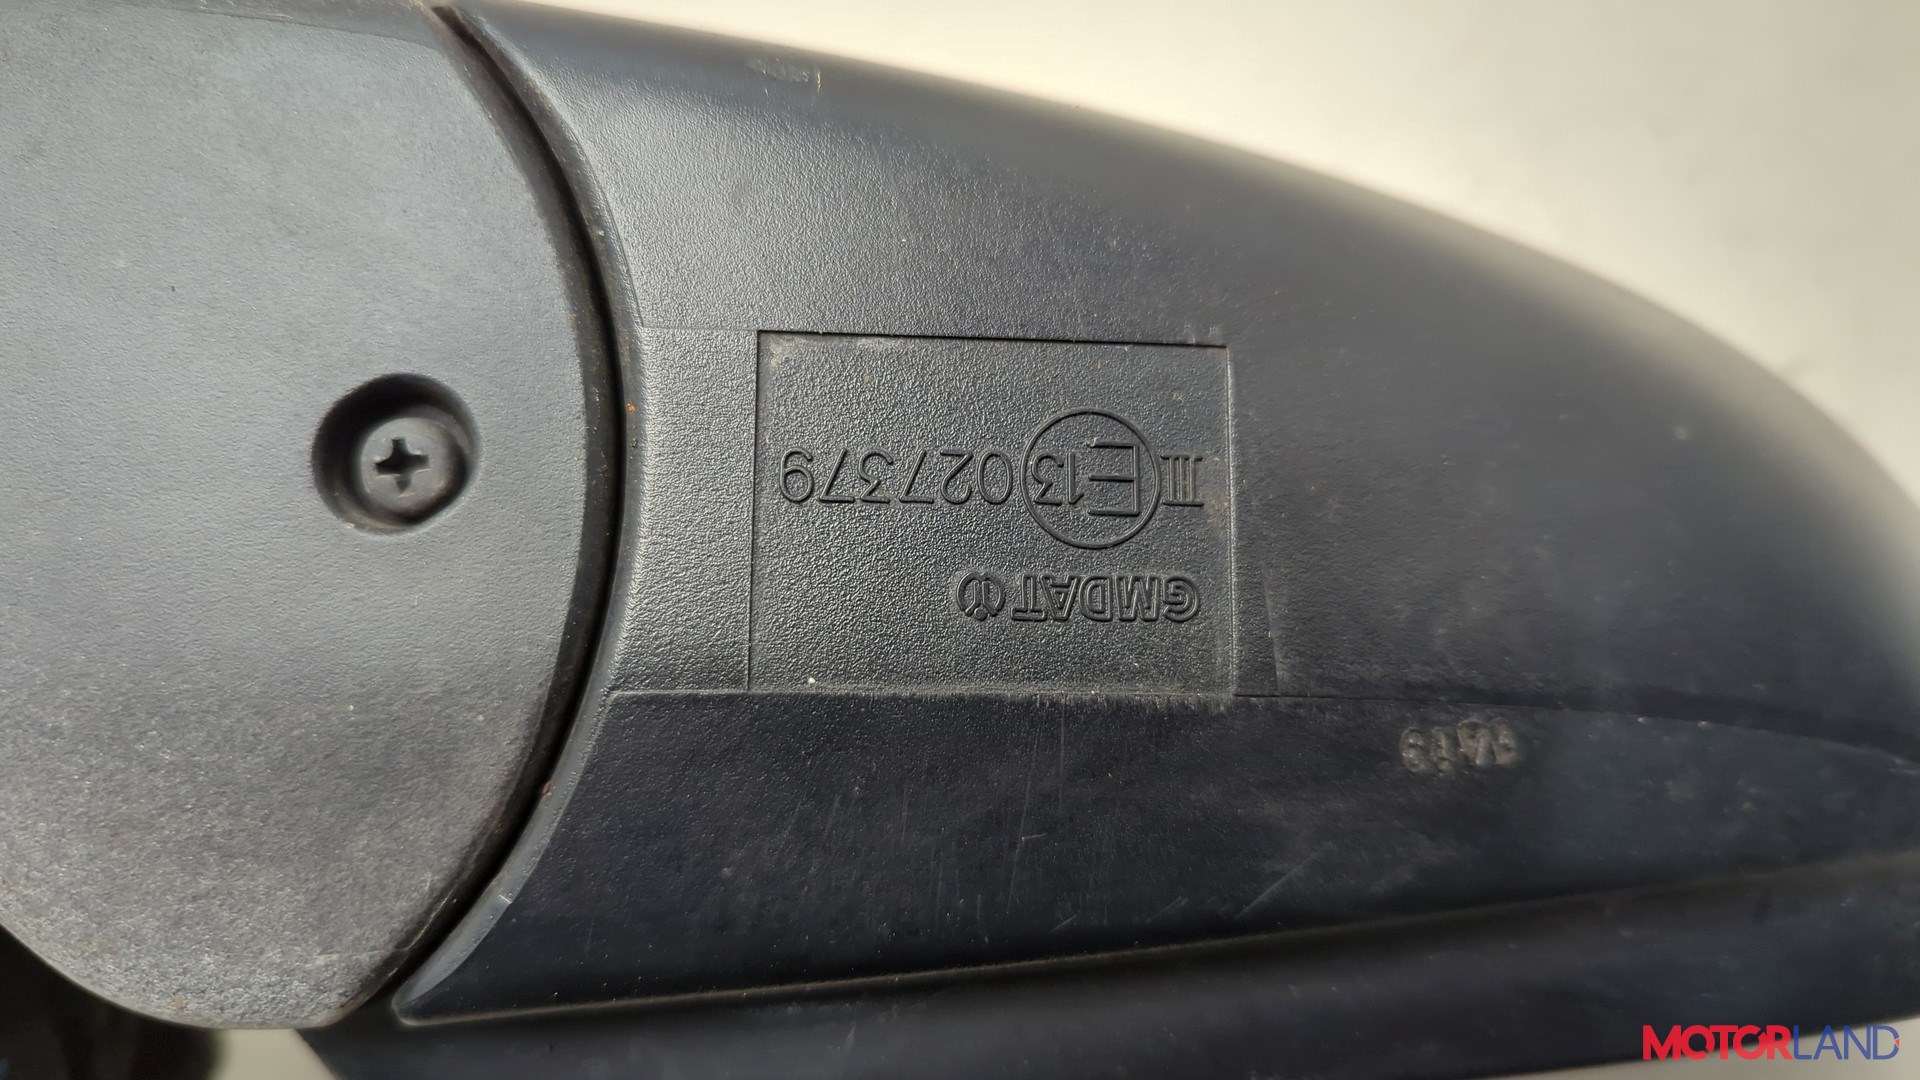 GMDAT
III E13 027379
MOTORLAND